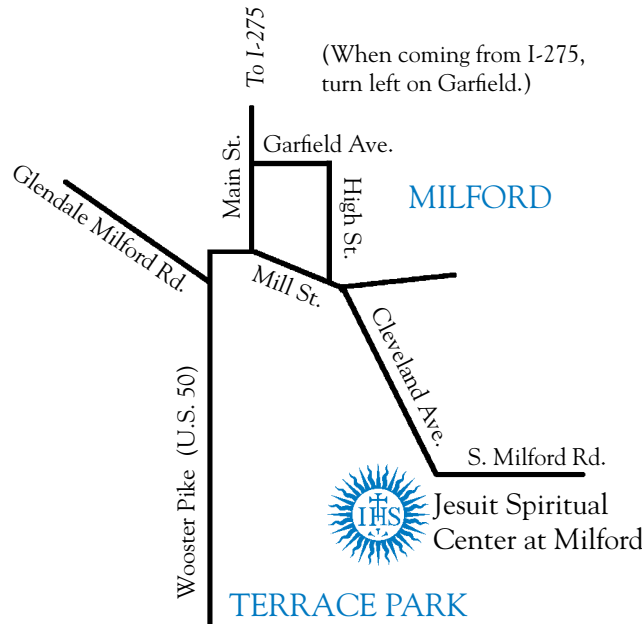 To I-275
(When coming from I-275,
turn left on Garfield.)
Main St.
Garfield Ave.
High St.
MILFORD
Glendale Milford Rd.
Mill St.
Cleveland Ave.
Wooster Pike (U.S. 50)
S. Milford Rd.
IHS
Jesuit Spiritual
Center at Milford
TERRACE PARK